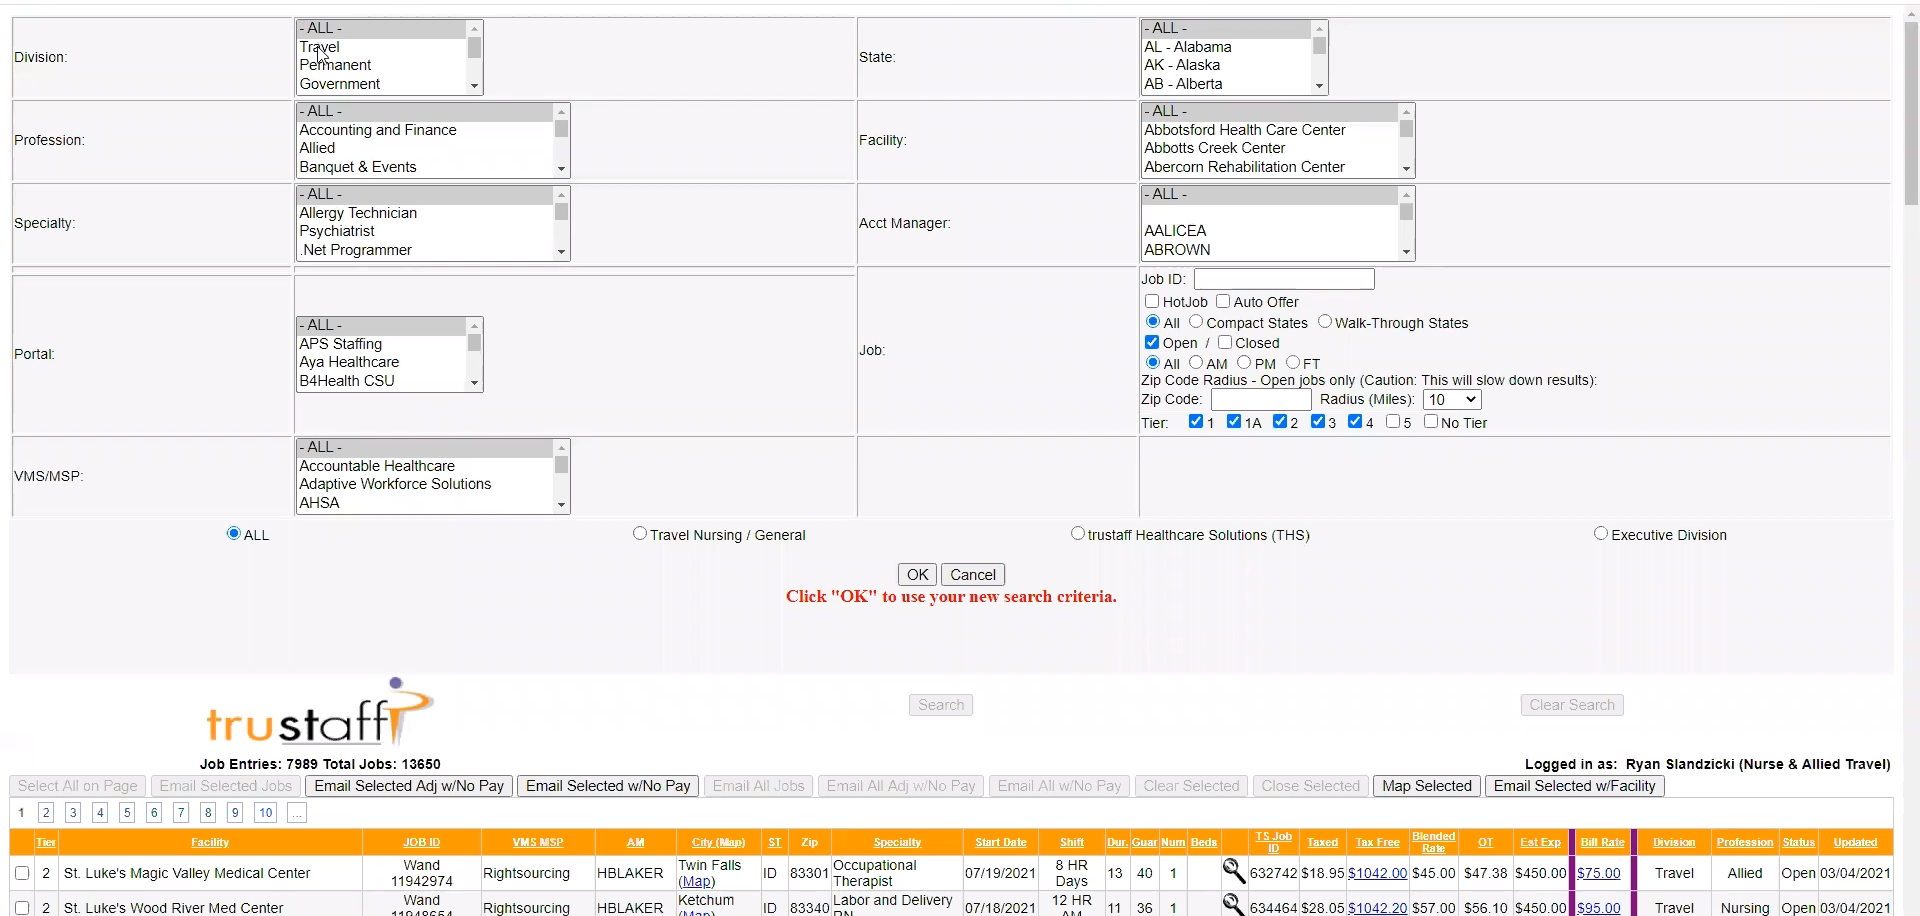 Division:
- ALL -
Travel
Permanent
Government
State:
- ALL -
AL - Alabama
AK - Alaska
AB - Alberta
Profession:
- ALL -
Accounting and Finance
Allied
Banquet & Events
Facility:
- ALL -
Abbotsford Health Care Center
Abbotts Creek Center
Abercorn Rehabilitation Center
Specialty:
- ALL -
Allergy Technician
Psychiatrist
.Net Programmer
Acct Manager:
- ALL -
AALICEA
ABROWN
Portal:
- ALL -
APS Staffing
Aya Healthcare
B4Health CSU
Job:
Job ID:
HotJob Auto Offer
All Compact States Walk-Through States
Open / Closed
All AM PM FT
Zip Code Radius - Open jobs only (Caution: This will slow down results):
Zip Code: Radius (Miles): 10
Tier: 1 1A 2 3 4 5 No Tier
VMS/MSP:
- ALL -
Accountable Healthcare
Adaptive Workforce Solutions
AHSA
ALL Travel Nursing / General trustaff Healthcare Solutions (THS) Executive Division
OK Cancel
Click "OK" to use your new search criteria.
trustaff
Search Clear Search
Job Entries: 7989 Total Jobs: 13650
Logged in as: Ryan Slandzicki (Nurse & Allied Travel)
Select All on Page Email Selected Jobs Email Selected Adj w/No Pay Email Selected w/No Pay Email All Jobs Email All Adj w/No Pay Email All w/No Pay Clear Selected Close Selected Map Selected Email Selected w/Facility
1 2 3 4 5 6 7 8 9 10 ...
Tier Facility JOB ID VMS MSP AM City (Map) ST Zip Specialty Start Date Shift Dur. Guar Num Beds TS Job ID Taxed Tax Free Blended Rate OT Est Exp Bill Rate Division Profession Status Updated
2 St. Luke's Magic Valley Medical Center Wand 11942974 Rightsourcing HBLAKER Twin Falls (Map) ID 83301 Occupational Therapist 07/19/2021 8 HR Days 13 40 1 632742 $18.95 $1042.00 $45.00 $47.38 $450.00 $75.00 Travel Allied Open 03/04/2021
2 St. Luke's Wood River Med Center Wand 11948654 Rightsourcing HBLAKER Ketchum (Map) ID 83340 Labor and Delivery RN 07/18/2021 12 HR AM 11 36 1 634464 $28.05 $1042.20 $57.00 $56.10 $450.00 $95.00 Travel Nursing Open 03/04/2021